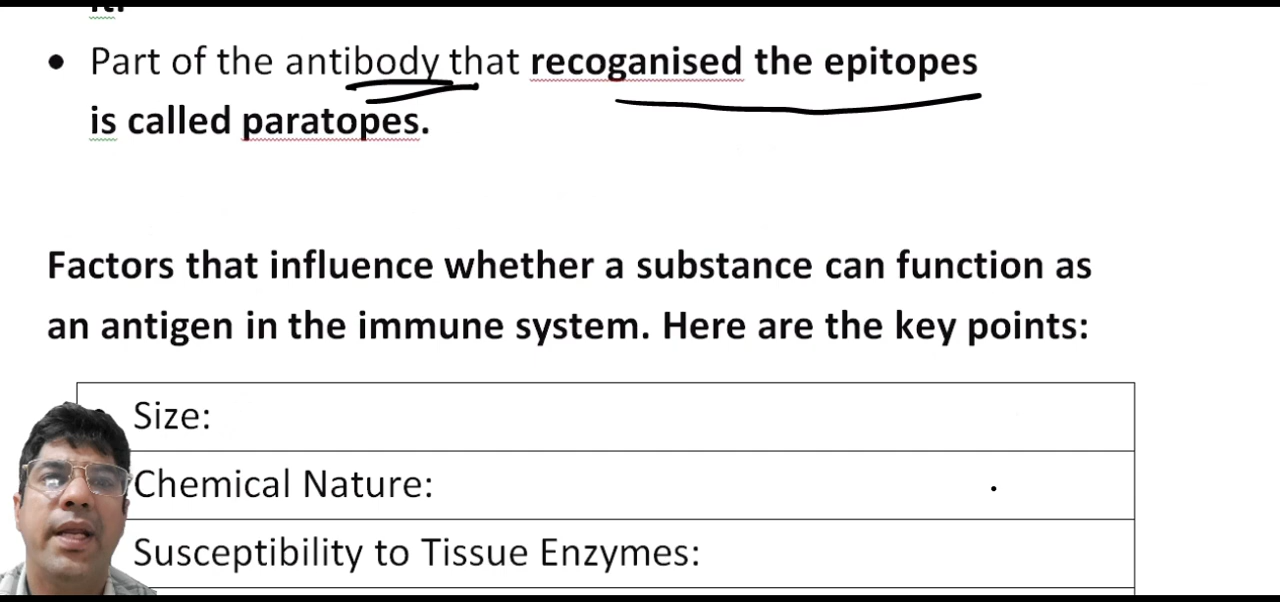 it.
• Part of the antibody that recoganised the epitopes
is called paratopes.
Factors that influence whether a substance can function as
an antigen in the immune system. Here are the key points:
Size:
Chemical Nature:
Susceptibility to Tissue Enzymes: